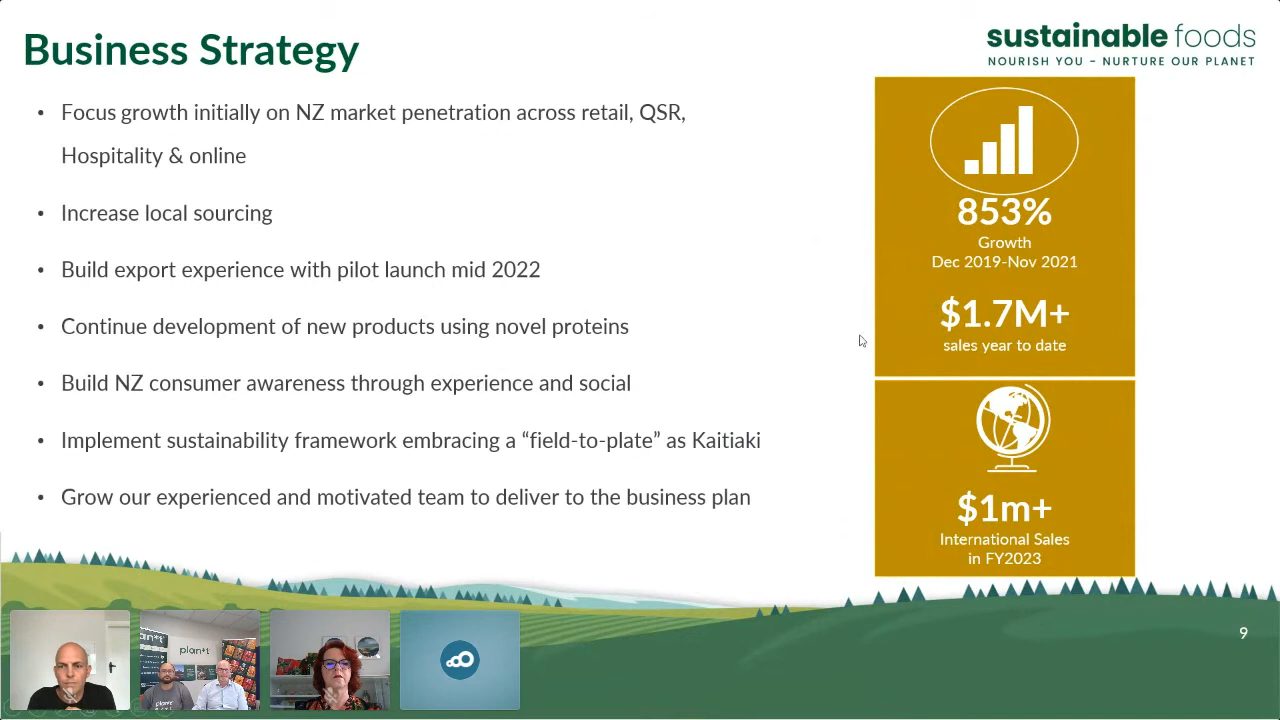 Business Strategy
sustainable foods
NOURISH YOU – NURTURE OUR PLANET
• Focus growth initially on NZ market penetration across retail, QSR,
Hospitality & online
• Increase local sourcing
• Build export experience with pilot launch mid 2022
• Continue development of new products using novel proteins
• Build NZ consumer awareness through experience and social
• Implement sustainability framework embracing a “field-to-plate” as Kaitiaki
• Grow our experienced and motivated team to deliver to the business plan
853%
Growth
Dec 2019-Nov 2021
$1.7M+
sales year to date
$1m+
International Sales
in FY2023
plan*t
9